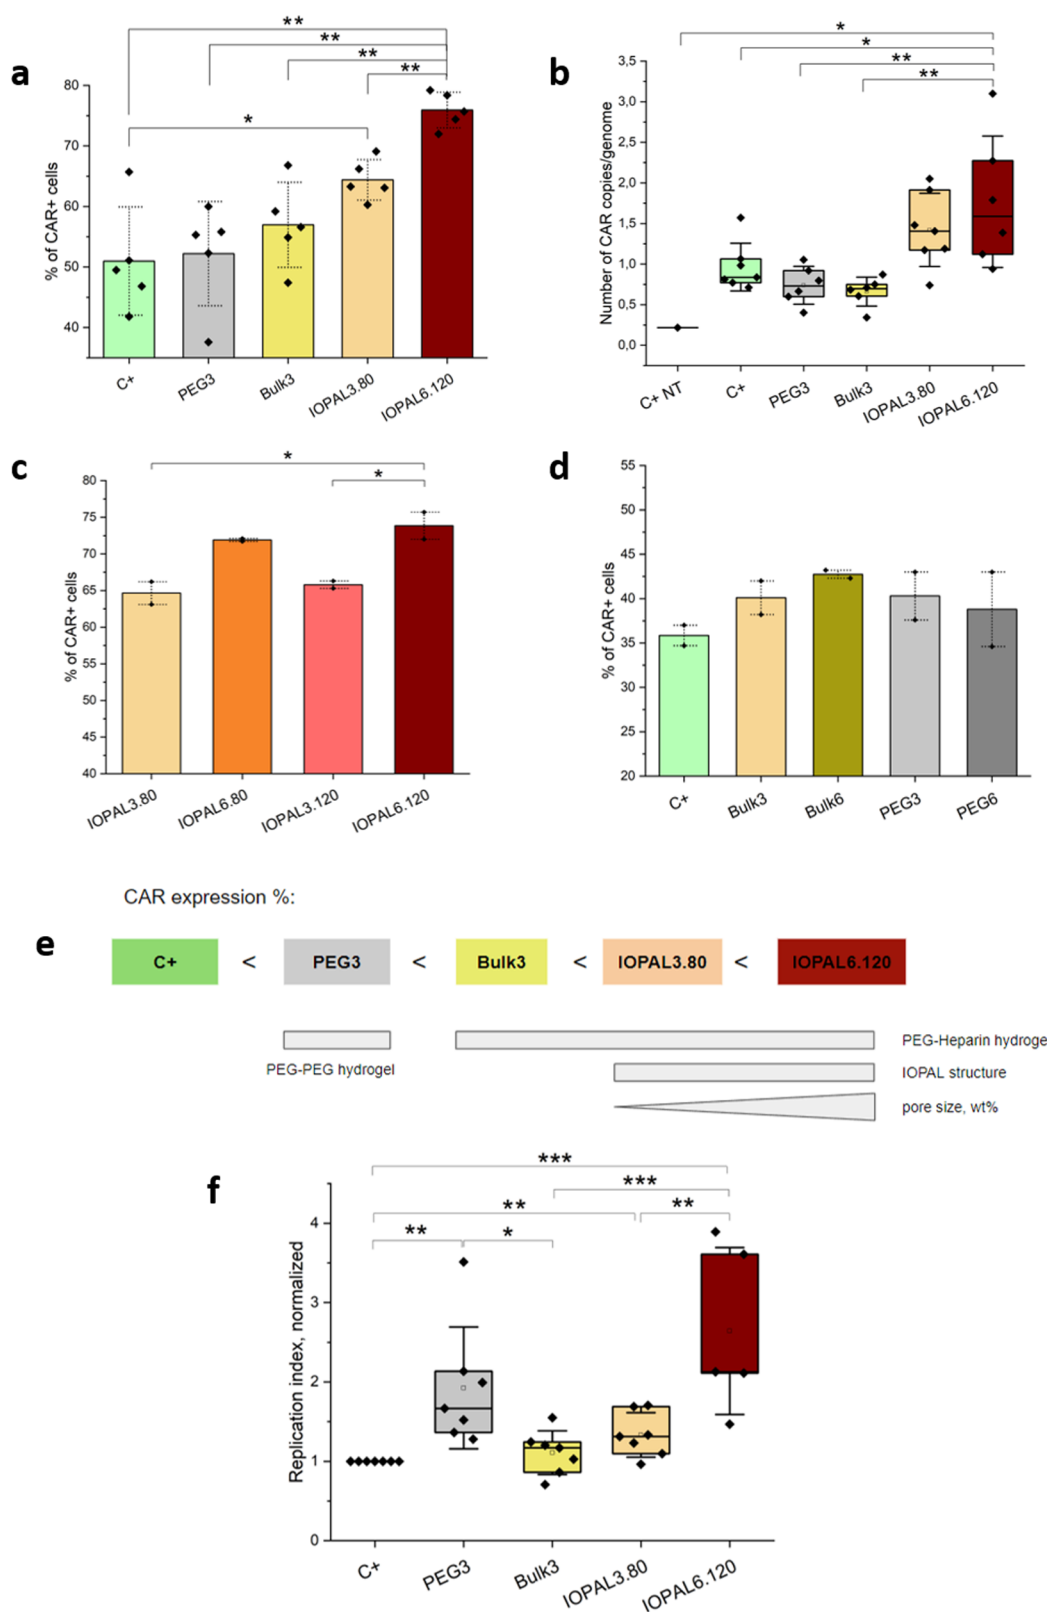 a
**
**
**
**
*
% of CAR+ cells
80
70
60
50
40
C+
PEG3
Bulk3
IOPAL3.80
IOPAL6.120
b
*
*
**
**
Number of CAR copies/genome
3,5
3,0
2,5
2,0
1,5
1,0
0,5
0,0
C+ NT
C+
PEG3
Bulk3
IOPAL3.80
IOPAL6.120
c
*
*
% of CAR+ cells
80
75
70
65
60
55
50
45
40
IOPAL3.80
IOPAL6.80
IOPAL3.120
IOPAL6.120
d
% of CAR+ cells
55
50
45
40
35
30
25
20
C+
Bulk3
Bulk6
PEG3
PEG6
CAR expression %:
e
C+ < PEG3 < Bulk3 < IOPAL3.80 < IOPAL6.120
PEG-Heparin hydroge
PEG-PEG hydrogel
IOPAL structure
pore size, wt%
f
***
***
**
**
**
*
Replication index, normalized
4
3
2
1
0
C+
PEG3
Bulk3
IOPAL3.80
IOPAL6.120